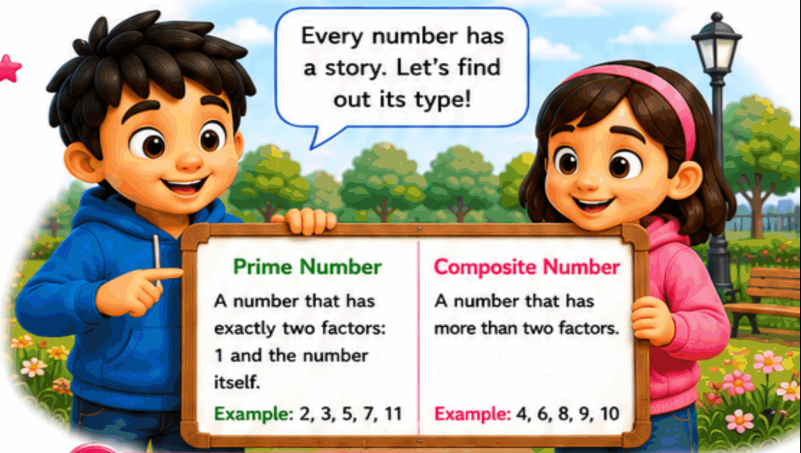 Every number has
a story. Let's find
out its type!
Prime Number
A number that has
exactly two factors:
1 and the number
itself.
Example: 2, 3, 5, 7, 11
Composite Number
A number that has
more than two factors.
Example: 4, 6, 8, 9, 10